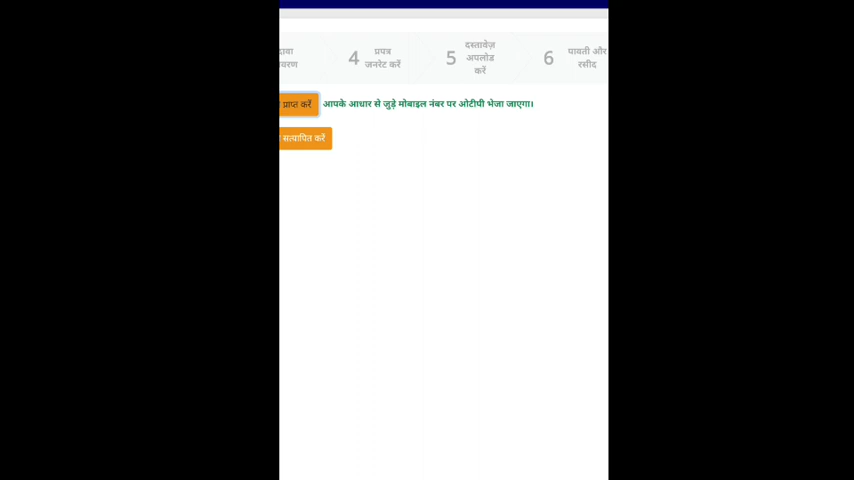 4 प्रपत्र जनरेट करें
5 दस्तावेज़ अपलोड करें
6 पावती और रसीद
प्राप्त करें आपके आधार से जुड़े मोबाइल नंबर पर ओटीपी भेजा जाएगा।
सत्यापित करें